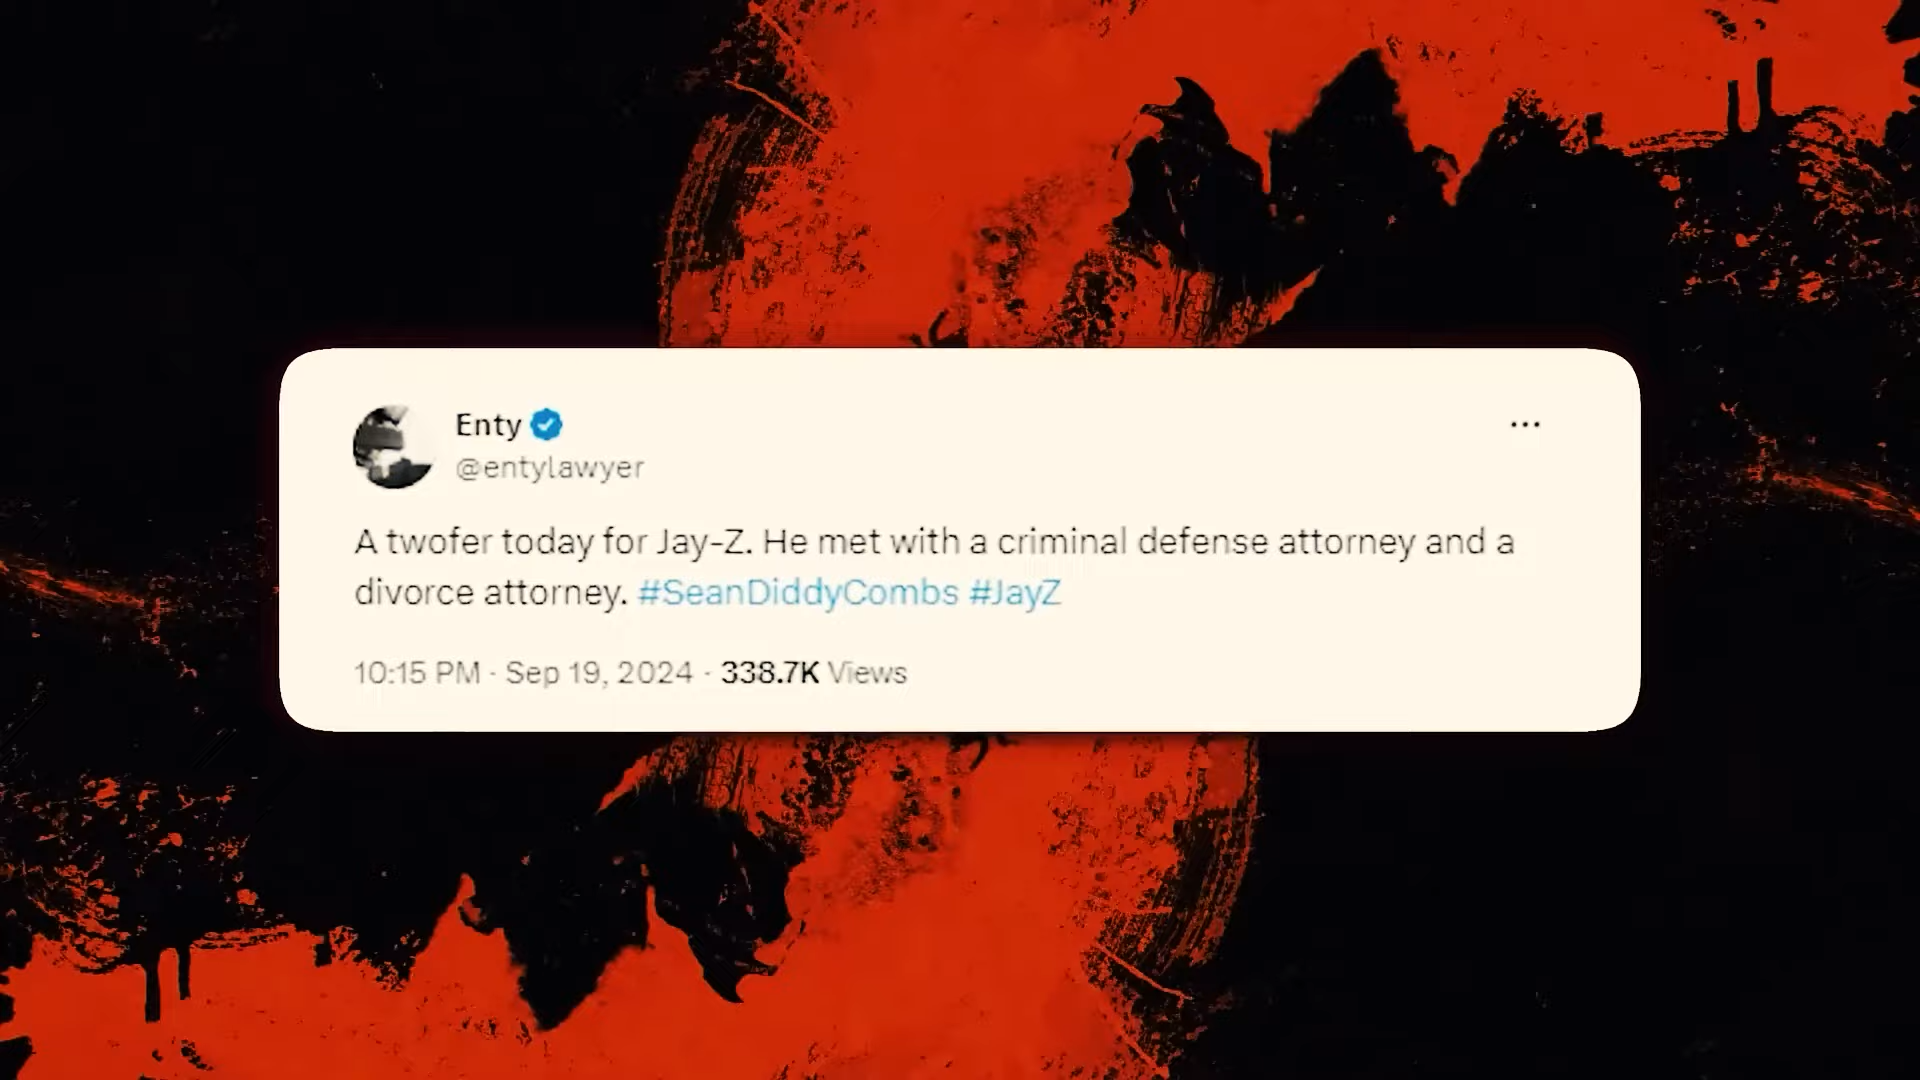 Enty
@entylawyer
A twofer today for Jay-Z. He met with a criminal defense attorney and a
divorce attorney. #SeanDiddyCombs #JayZ
10:15 PM · Sep 19, 2024 · 338.7K Views